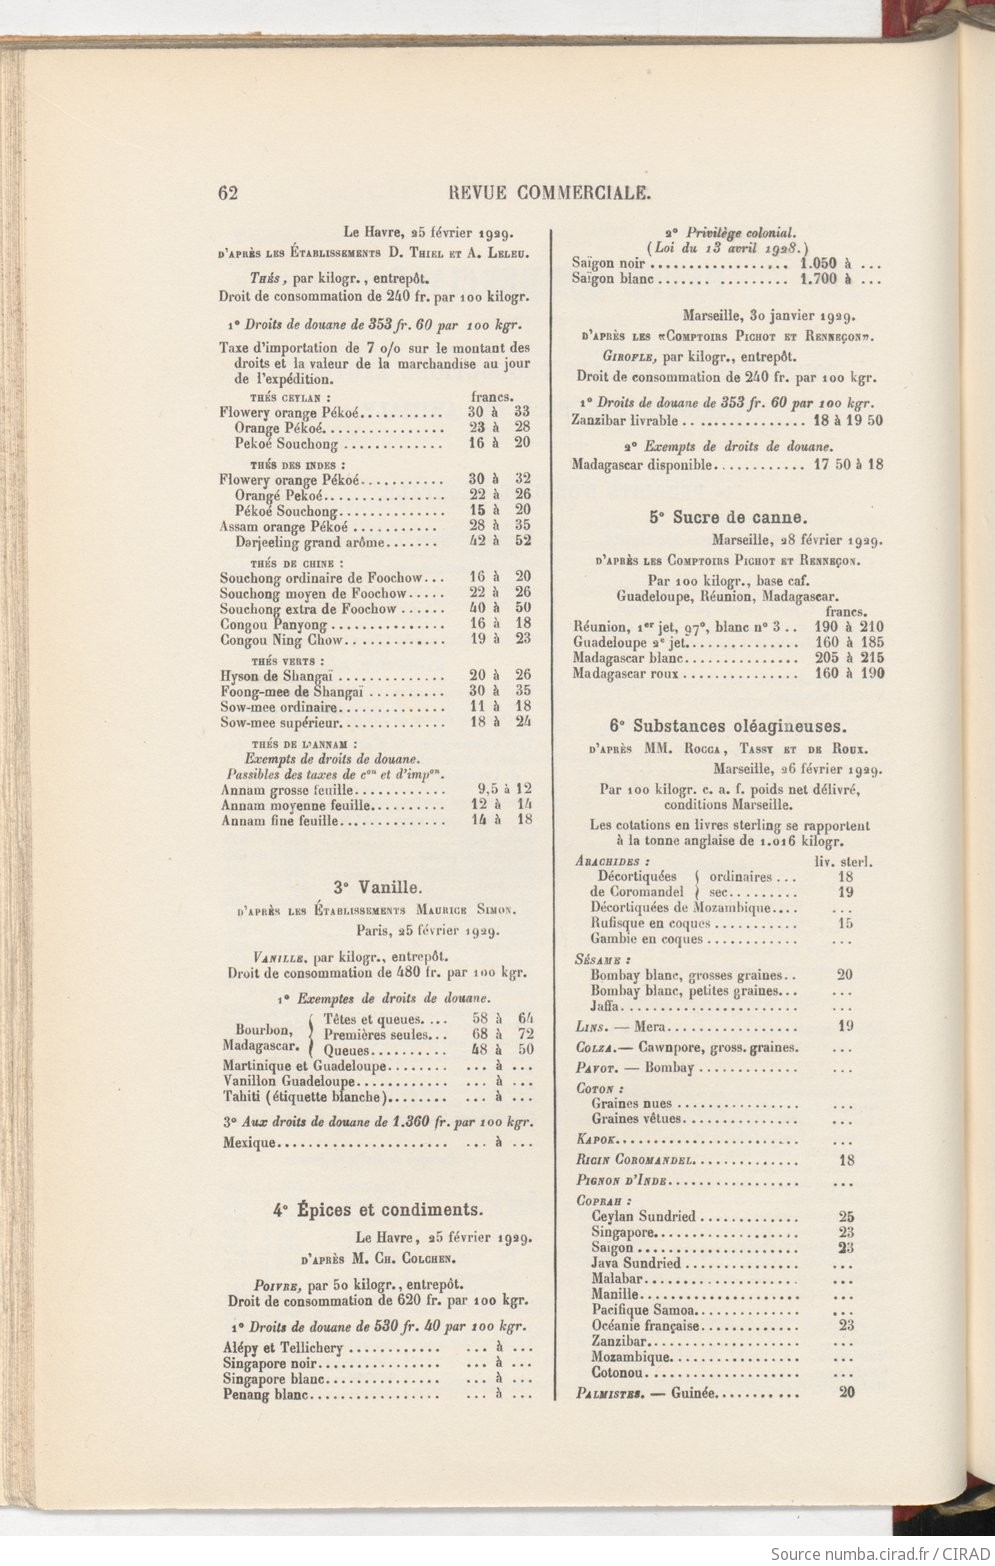 62
REVUE COMMERCIALE.
Le Havre, 25 février 1929.
D'APRÈS LES ÉTABLISSEMENTS D. THIEL ET A. LELEU.
THÉS, par kilogr., entrepôt.
Droit de consommation de 240 fr. par 100 kilogr.
1° Droits de douane de 353 fr. 60 par 100 kgr.
Taxe d'importation de 7 o/o sur le montant des
droits et la valeur de la marchandise au jour
de l'expédition.
THÉS CEYLAN : francs.
Flowery orange Pékoé........... 30 à 33
Orange Pékoé................ 23 à 28
Pekoé Souchong ............. 16 à 20
THÉS DES INDES :
Flowery orange Pékoé........... 30 à 32
Orangé Pekoé................ 22 à 26
Pékoé Souchong.............. 15 à 20
Assam orange Pékoé ........... 28 à 35
Darjeeling grand arôme....... 42 à 52
THÉS DE CHINE :
Souchong ordinaire de Foochow... 16 à 20
Souchong moyen de Foochow..... 22 à 26
Souchong extra de Foochow ...... 40 à 50
Congou Panyong ............... 16 à 18
Congou Ning Chow............. 19 à 23
THÉS VERTS :
Hyson de Shangaï .............. 20 à 26
Foong-mee de Shangaï .......... 30 à 35
Sow-mee ordinaire.............. 11 à 18
Sow-mee supérieur.............. 18 à 24
THÉS DE L'ANNAM :
Exempts de droits de douane.
Passibles des taxes de con et d'impon.
Annam grosse feuille............ 9,5 à 12
Annam moyenne feuille.......... 12 à 14
Annam fine feuille.............. 14 à 18
3° Vanille.
D'APRÈS LES ÉTABLISSEMENTS MAURICE SIMON.
Paris, 25 février 1929.
VANILLE, par kilogr., entrepôt.
Droit de consommation de 480 fr. par 100 kgr.
1° Exemptes de droits de douane.
Bourbon, Madagascar. { Têtes et queues. ... 58 à 64
Premières seules... 68 à 72
Queues.......... 48 à 50
Martinique et Guadeloupe........ ... à ...
Vanillon Guadeloupe............ ... à ...
Tahiti (étiquette blanche)........ ... à ...
3° Aux droits de douane de 1.360 fr. par 100 kgr.
Mexique...................... ... à ...
4° Épices et condiments.
Le Havre, 25 février 1929.
D'APRÈS M. CH. COLCHEN.
POIVRE, par 50 kilogr., entrepôt.
Droit de consommation de 620 fr. par 100 kgr.
1° Droits de douane de 530 fr. 40 par 100 kgr.
Alépy et Tellichery ............ ... à ...
Singapore noir................ ... à ...
Singapore blanc............... ... à ...
Penang blanc................. ... à ...
2° Privilège colonial.
(Loi du 13 avril 1928.)
Saïgon noir ................. 1.050 à ...
Saïgon blanc....... ......... 1.700 à ...
Marseille, 30 janvier 1929.
D'APRÈS LES "COMPTOIRS PICHOT ET RENNEÇON".
GIROFLE, par kilogr., entrepôt.
Droit de consommation de 240 fr. par 100 kgr.
1° Droits de douane de 353 fr. 60 par 100 kgr.
Zanzibar livrable ................ 18 à 19 50
2° Exempts de droits de douane.
Madagascar disponible............ 17 50 à 18
5° Sucre de canne.
Marseille, 28 février 1929.
D'APRÈS LES COMPTOIRS PICHOT ET RENNEÇON.
Par 100 kilogr., base caf.
Guadeloupe, Réunion, Madagascar.
francs.
Réunion, 1er jet, 97°, blanc n° 3 .. 190 à 210
Guadeloupe 2e jet............... 160 à 185
Madagascar blanc............... 205 à 215
Madagascar roux ............... 160 à 190
6° Substances oléagineuses.
D'APRÈS MM. ROCCA, TASSY ET DE ROUX.
Marseille, 26 février 1929.
Par 100 kilogr. c. a. f. poids net délivré,
conditions Marseille.
Les cotations en livres sterling se rapportent
à la tonne anglaise de 1.016 kilogr.
ARACHIDES : liv. sterl.
Décortiquées { ordinaires ... 18
de Coromandel { sec......... 19
Décortiquées de Mozambique.... ...
Rufisque en coques ........... 15
Gambie en coques ............ ...
SÉSAME :
Bombay blanc, grosses graines.. 20
Bombay blanc, petites graines... ...
Jaffa....................... ...
LINS. — Mera................. 19
COLZA.— Cawnpore, gross. graines. ...
PAVOT. — Bombay ............. ...
COTON :
Graines nues ................ ...
Graines vêtues............... ...
KAPOK........................ ...
RICIN COROMANDEL.............. 18
PIGNON D'INDE................. ...
COPRAH :
Ceylan Sundried ............. 25
Singapore................... 23
Saïgon ..................... 23
Java Sundried ............... ...
Malabar.................... ...
Manille..................... ...
Pacifique Samoa.............. ...
Océanie française............. 23
Zanzibar.................... ...
Mozambique................. ...
Cotonou.................... ...
PALMISTES. — Guinée........... 20
Source numba.cirad.fr / CIRAD